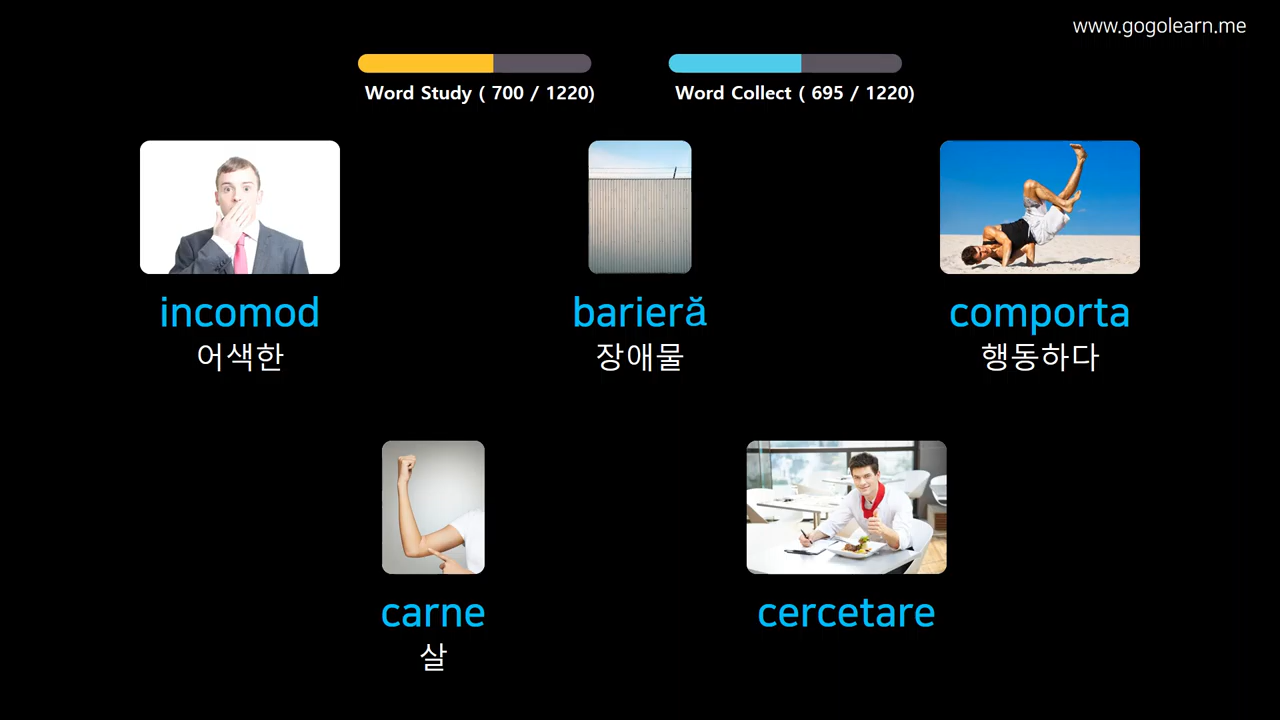 www.gogolearn.me
Word Study ( 700 / 1220)
Word Collect ( 695 / 1220)
incomod
어색한
barieră
장애물
comporta
행동하다
carne
살
cercetare